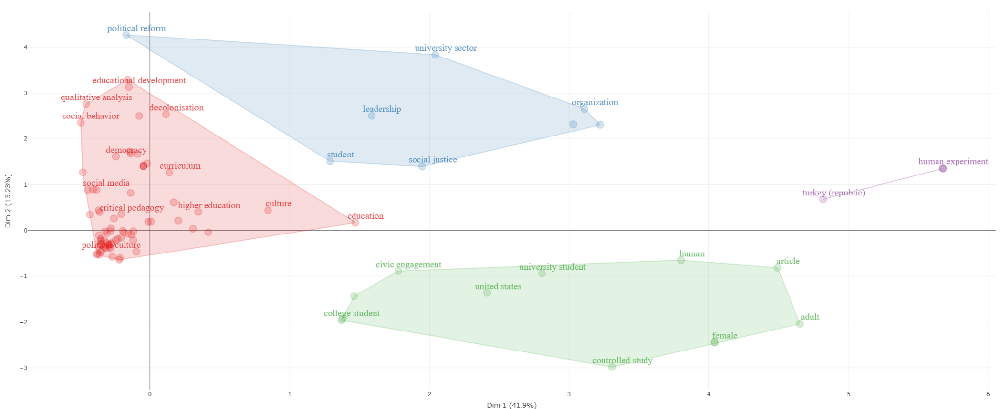 political reform
university sector
4
educational development
3
qualitative analysis
organization
decolonisation
leadership
social behavior
2
democracy
student
social justice
human experiment
curriculum
1
social media
turkey (republic)
culture
higher education
critical pedagogy
education
Dim 2 (13.23%)
0
political culture
human
article
civic engagement
university student
−1
united states
college student
adult
−2
female
controlled study
−3
0
1
2
3
4
5
6
Dim 1 (41.9%)